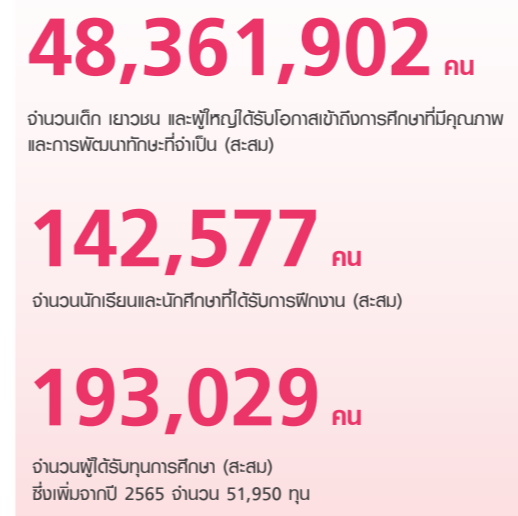 48,361,902 คน
จำนวนเด็ก เยาวชน และผู้ใหญ่ได้รับโอกาสเข้าถึงการศึกษาที่มีคุณภาพ
และการพัฒนาทักษะที่จำเป็น (สะสม)
142,577 คน
จำนวนนักเรียนและนักศึกษาที่ได้รับการฝึกงาน (สะสม)
193,029 คน
จำนวนผู้ได้รับทุนการศึกษา (สะสม)
ซึ่งเพิ่มจากปี 2565 จำนวน 51,950 ทุน